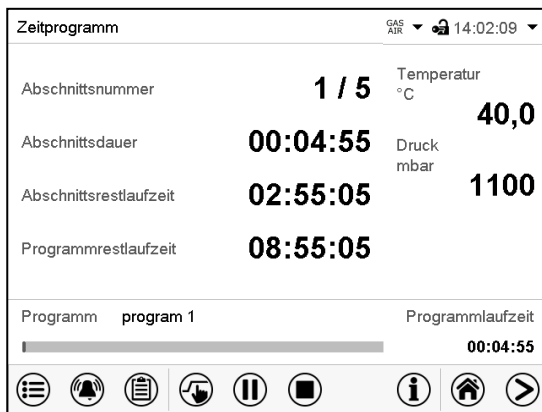 Zeitprogramm
GAS AIR 14:02:09
Abschnittsnummer 1 / 5
Abschnittsdauer 00:04:55
Abschnittsrestlaufzeit 02:55:05
Programmrestlaufzeit 08:55:05
Temperatur
°C
40,0
Druck
mbar
1100
Programm program 1
Programmlaufzeit
00:04:55